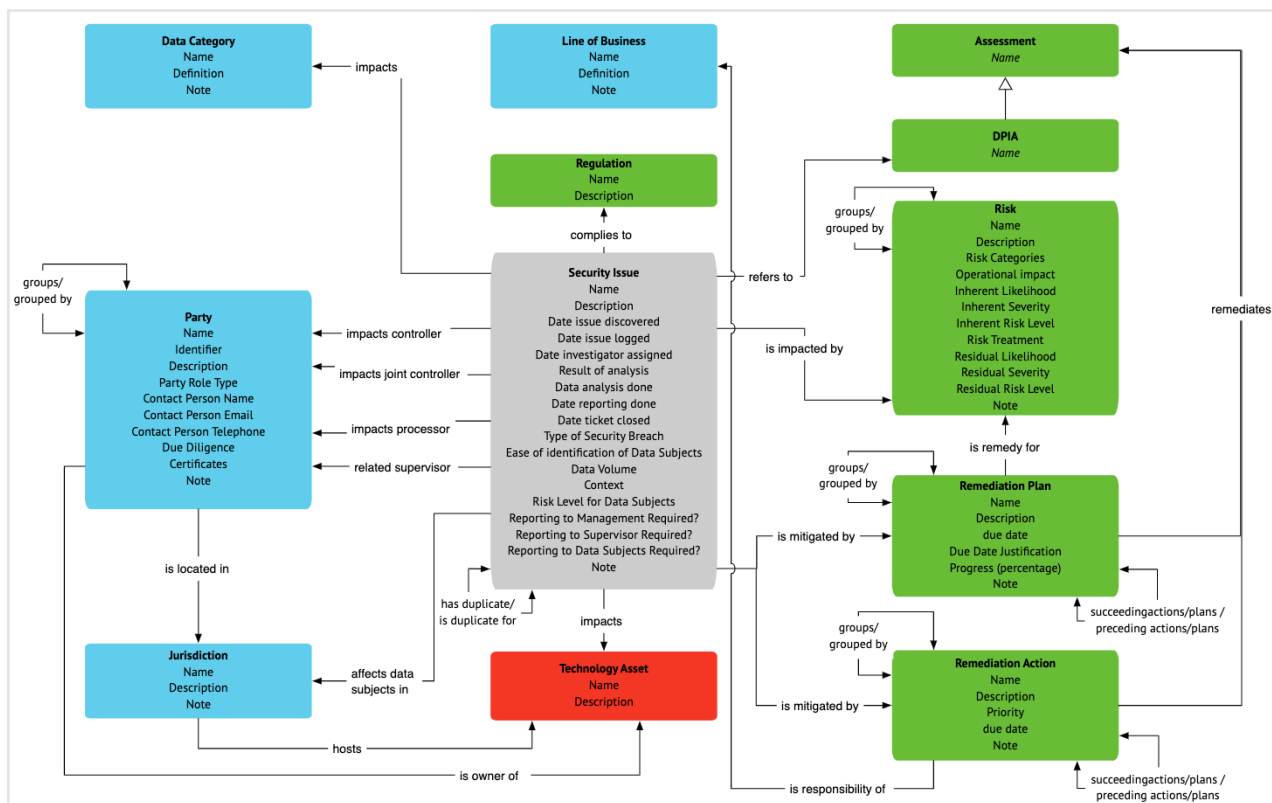 Data Category
Name
Definition
Note
impacts
Line of Business
Name
Definition
Note
Assessment
Name
DPIA
Name
Regulation
Name
Description
complies to
refers to
groups/
grouped by
Risk
Name
Description
Risk Categories
Operational impact
Inherent Likelihood
Inherent Severity
Inherent Risk Level
Risk Treatment
Residual Likelihood
Residual Severity
Residual Risk Level
Note
remediates
is impacted by
Security Issue
Name
Description
Date issue discovered
Date issue logged
Date investigator assigned
Result of analysis
Data analysis done
Date reporting done
Date ticket closed
Type of Security Breach
Ease of identification of Data Subjects
Data Volume
Context
Risk Level for Data Subjects
Reporting to Management Required?
Reporting to Supervisor Required?
Reporting to Data Subjects Required?
Note
groups/
grouped by
Party
Name
Identifier
Description
Party Role Type
Contact Person Name
Contact Person Email
Contact Person Telephone
Due Diligence
Certificates
Note
impacts controller
impacts joint controller
impacts processor
related supervisor
is remedy for
groups/
grouped by
Remediation Plan
Name
Description
due date
Due Date Justification
Progress (percentage)
Note
is mitigated by
succeedingactions/plans /
preceding actions/plans
is located in
has duplicate/
is duplicate for
impacts
groups/
grouped by
Remediation Action
Name
Description
Priority
due date
Note
is mitigated by
succeedingactions/plans /
preceding actions/plans
Jurisdiction
Name
Description
Note
affects data
subjects in
Technology Asset
Name
Description
hosts
is owner of
is responsibility of